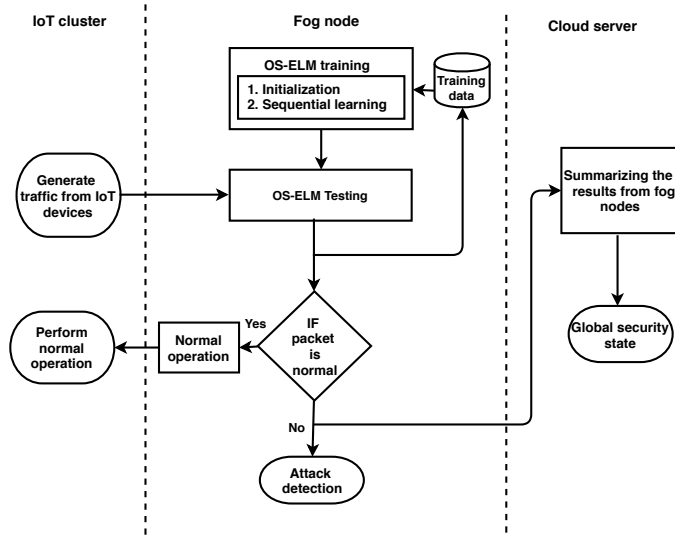 IoT cluster
Fog node
Cloud server
OS-ELM training
1. Initialization
2. Sequential learning
Training
data
Generate
traffic from IoT
devices
OS-ELM Testing
Summarizing the
results from fog
nodes
Perform
normal
operation
Normal
operation
Yes
IF
packet
is
normal
Global security
state
No
Attack
detection